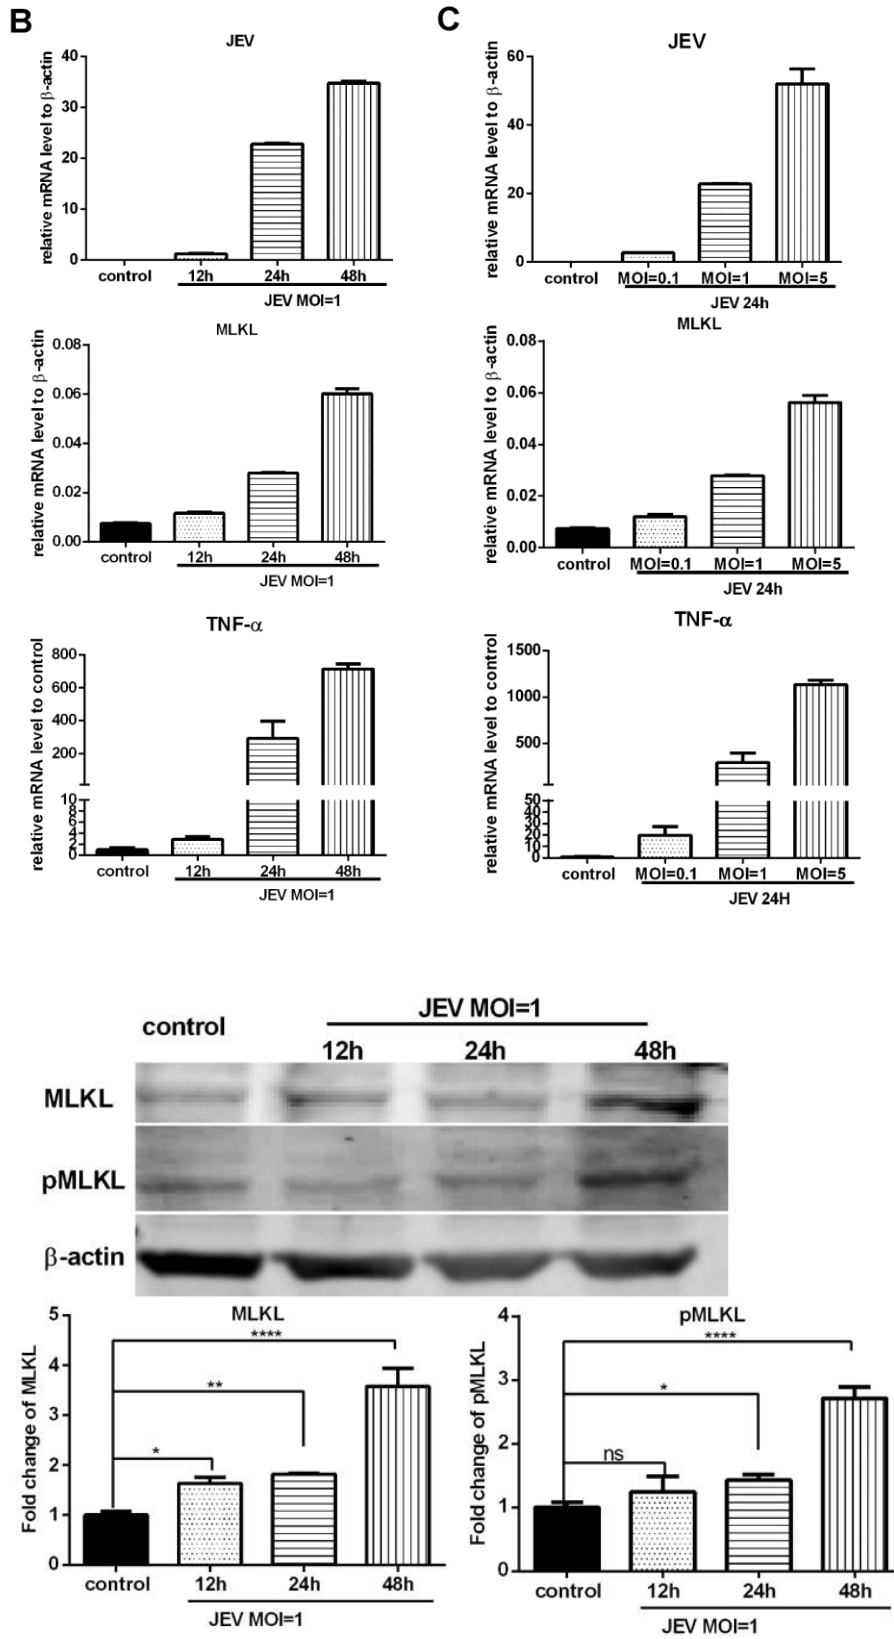 B
JEV
relative mRNA level to β-actin
40
30
20
10
0
control 12h 24h 48h
JEV MOI=1
MLKL
relative mRNA level to β-actin
0.08
0.06
0.04
0.02
0.00
control 12h 24h 48h
JEV MOI=1
TNF-α
relative mRNA level to control
800
600
400
200
10
8
6
4
2
0
control 12h 24h 48h
JEV MOI=1
C
JEV
relative mRNA level to β-actin
60
40
20
0
control MOI=0.1 MOI=1 MOI=5
JEV 24h
MLKL
relative mRNA level to β-actin
0.08
0.06
0.04
0.02
0.00
control MOI=0.1 MOI=1 MOI=5
JEV 24h
TNF-α
relative mRNA level to control
1500
1000
500
50
40
30
20
10
0
control MOI=0.1 MOI=1 MOI=5
JEV 24H
control
JEV MOI=1
12h 24h 48h
MLKL
pMLKL
β-actin
MLKL
Fold change of MLKL
5
4
3
2
1
0
****
**
*
control 12h 24h 48h
JEV MOI=1
pMLKL
Fold change of pMLKL
4
3
2
1
0
****
*
ns
control 12h 24h 48h
JEV MOI=1